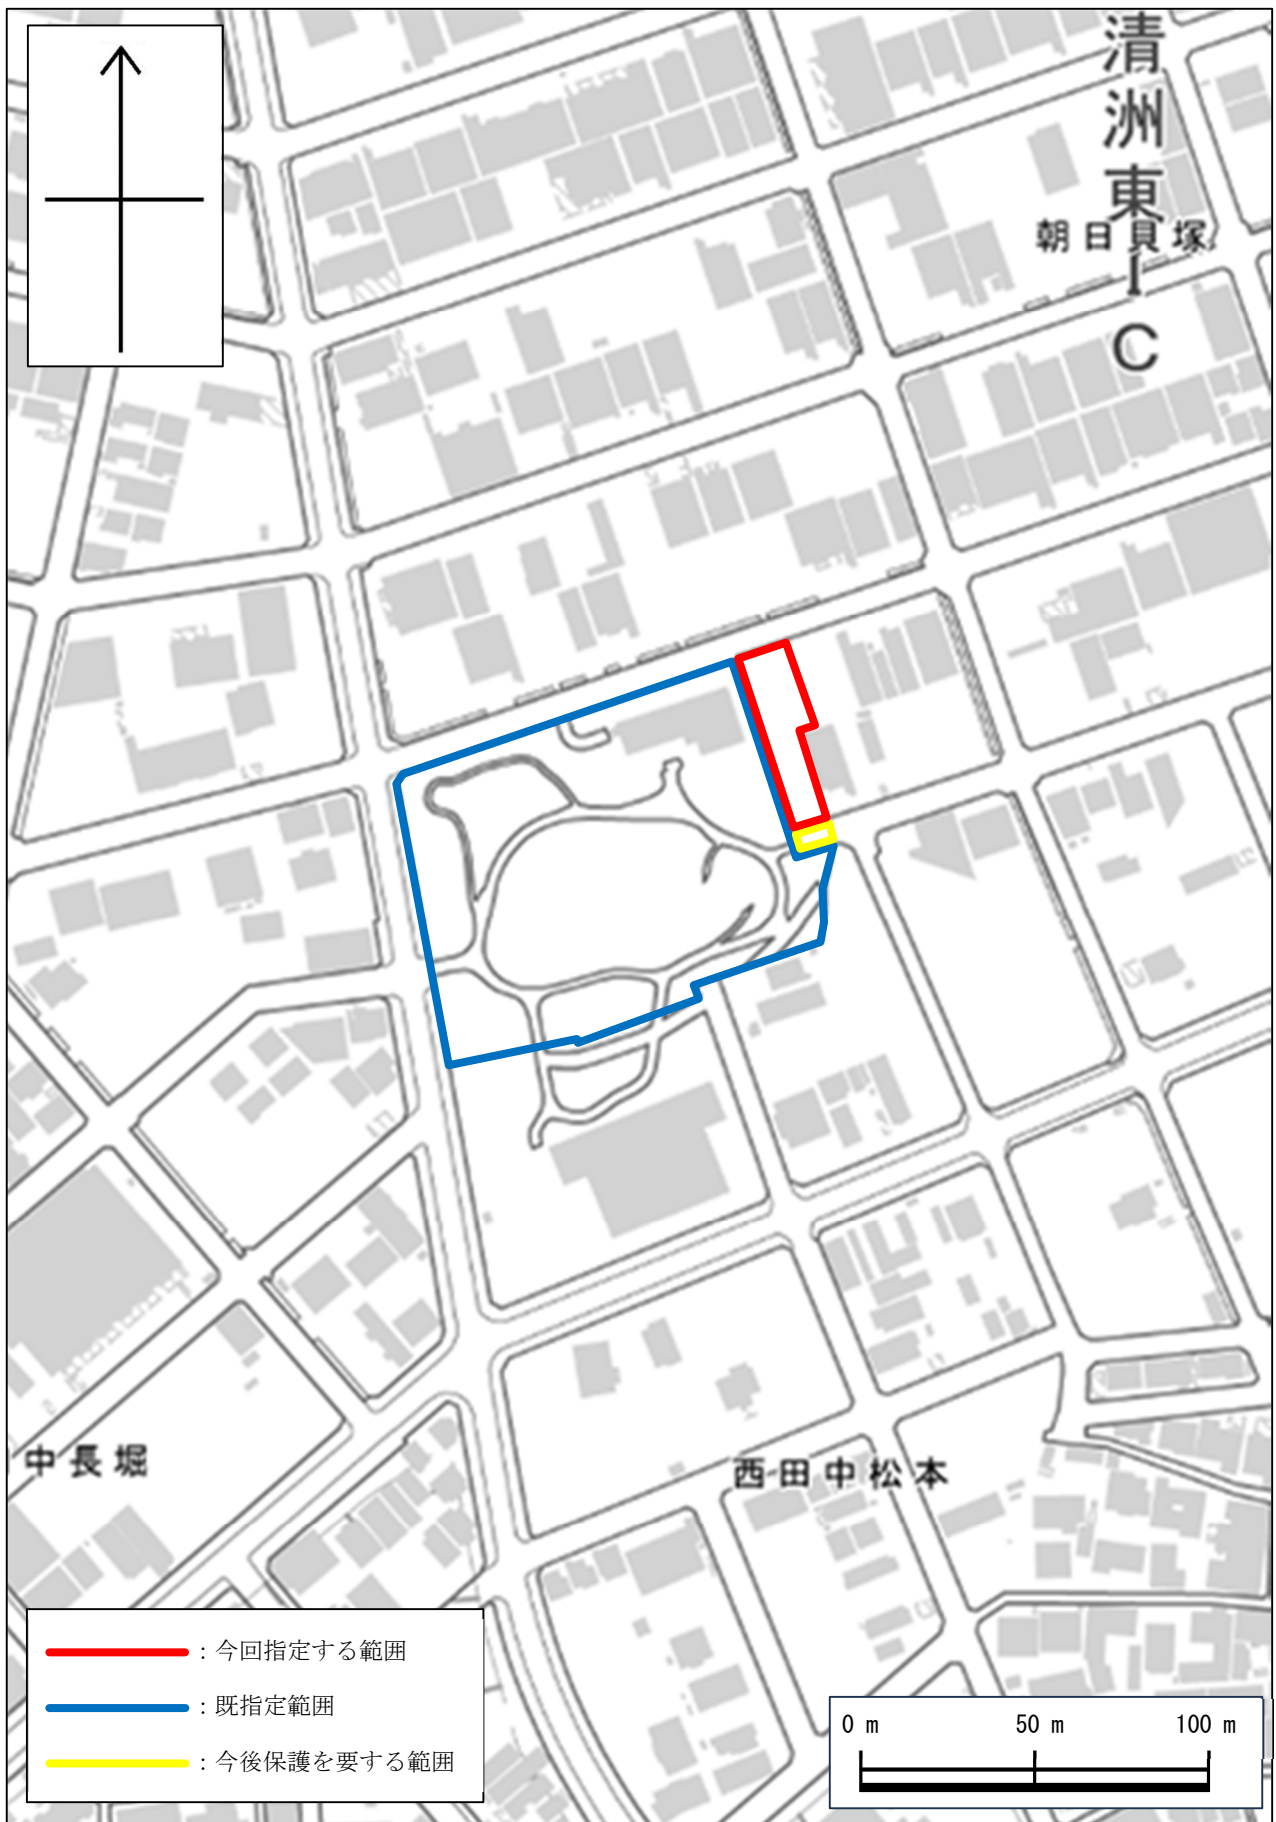 清洲東IC
朝日貝塚
中長堀
西田中松本
：今回指定する範囲
：既指定範囲
：今後保護を要する範囲
0 m 50 m 100 m